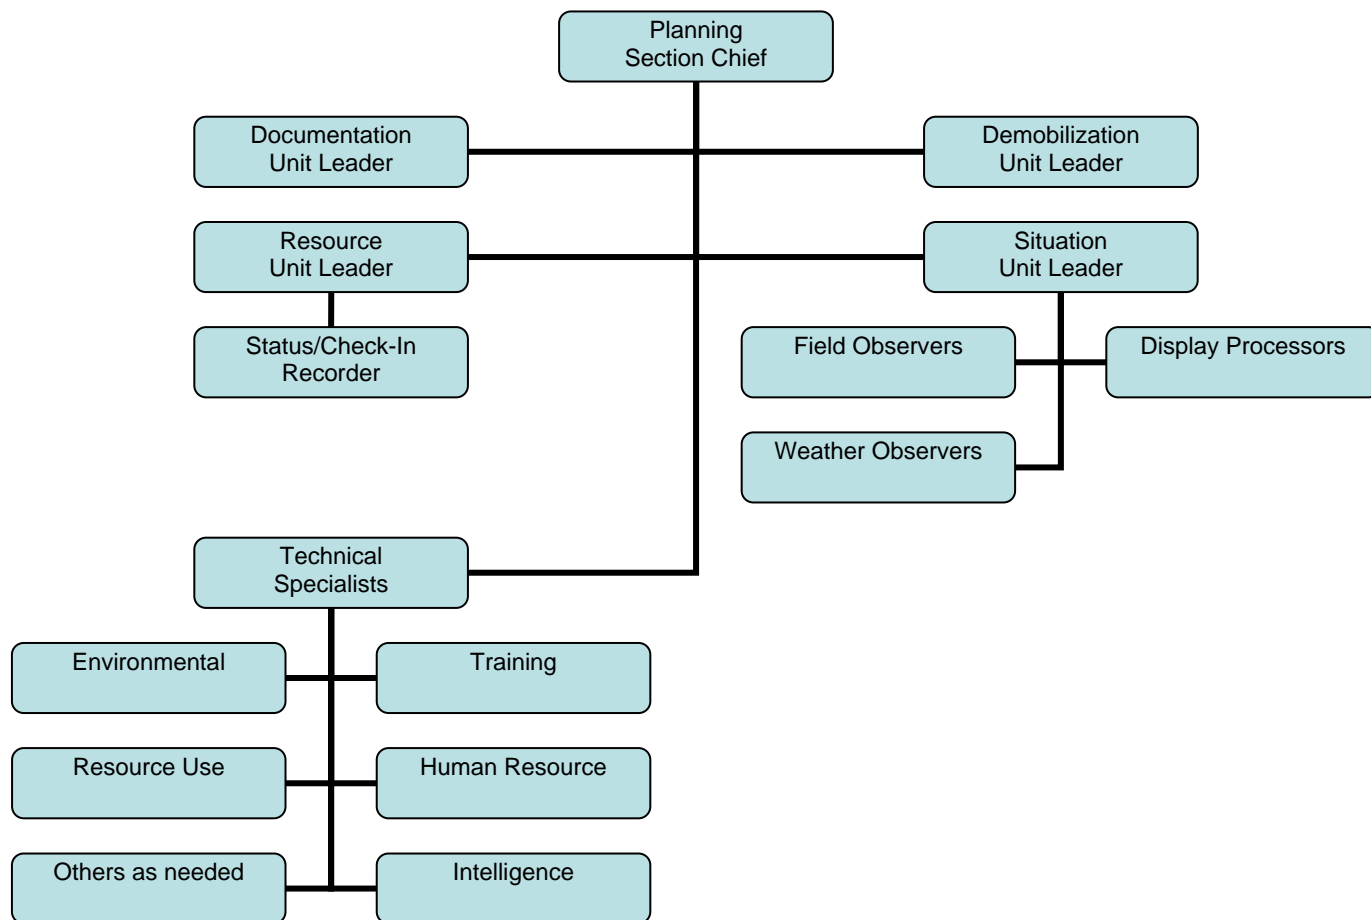 Planning
Section Chief
Documentation
Unit Leader
Demobilization
Unit Leader
Resource
Unit Leader
Situation
Unit Leader
Status/Check-In
Recorder
Field Observers
Display Processors
Weather Observers
Technical
Specialists
Environmental
Training
Resource Use
Human Resource
Others as needed
Intelligence